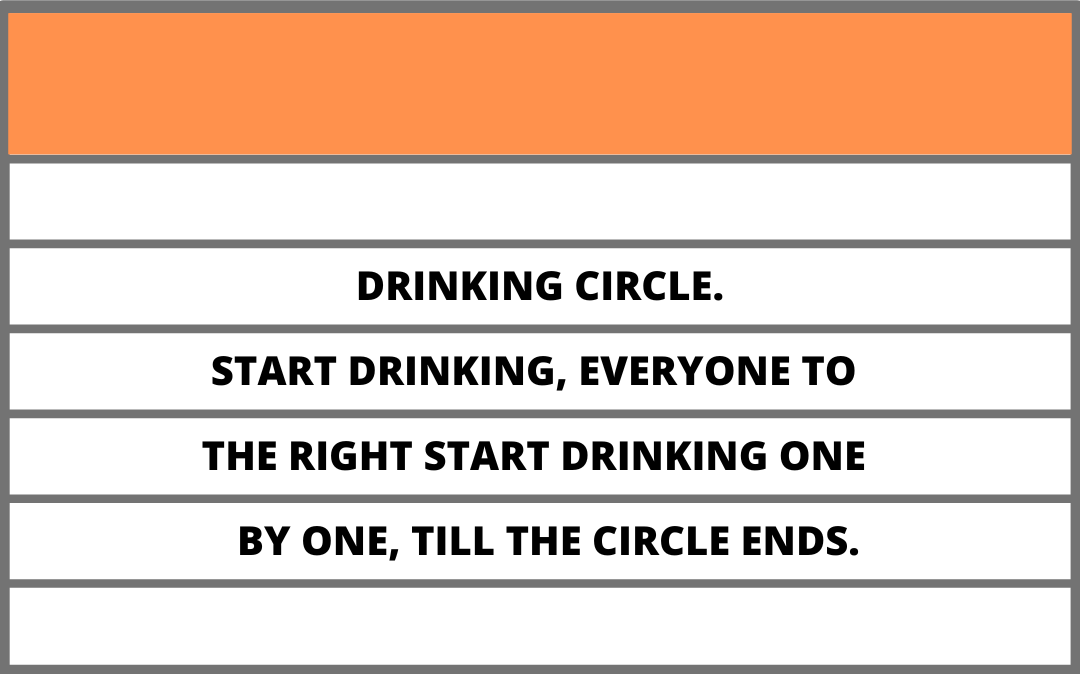 DRINKING CIRCLE.
START DRINKING, EVERYONE TO
THE RIGHT START DRINKING ONE
BY ONE, TILL THE CIRCLE ENDS.